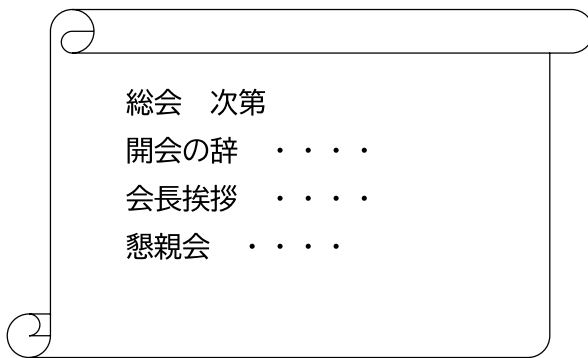 総会　次第
開会の辞　・・・・
会長挨拶　・・・・
懇親会　・・・・